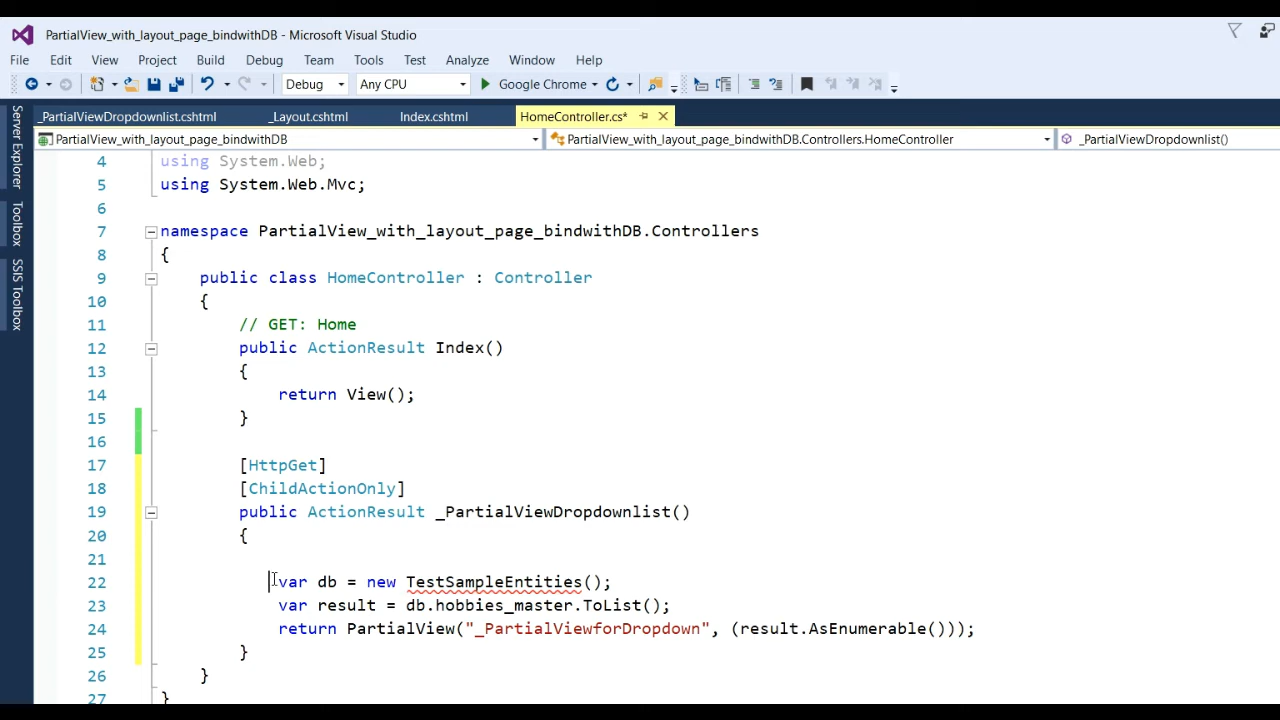 PartialView_with_layout_page_bindwithDB - Microsoft Visual Studio
File Edit View Project Build Debug Team Tools Test Analyze Window Help
Debug Any CPU Google Chrome
_PartialViewDropdownlist.cshtml _Layout.cshtml Index.cshtml HomeController.cs*
PartialView_with_layout_page_bindwithDB PartialView_with_layout_page_bindwithDB.Controllers.HomeController _PartialViewDropdownlist()
Server Explorer
Toolbox
SSIS Toolbox
4 using System.Web;
5 using System.Web.Mvc;
6
7 namespace PartialView_with_layout_page_bindwithDB.Controllers
8 {
9 public class HomeController : Controller
10 {
11 // GET: Home
12 public ActionResult Index()
13 {
14 return View();
15 }
16
17 [HttpGet]
18 [ChildActionOnly]
19 public ActionResult _PartialViewDropdownlist()
20 {
21
22 var db = new TestSampleEntities();
23 var result = db.hobbies_master.ToList();
24 return PartialView("_PartialViewforDropdown", (result.AsEnumerable()));
25 }
26 }
27 }